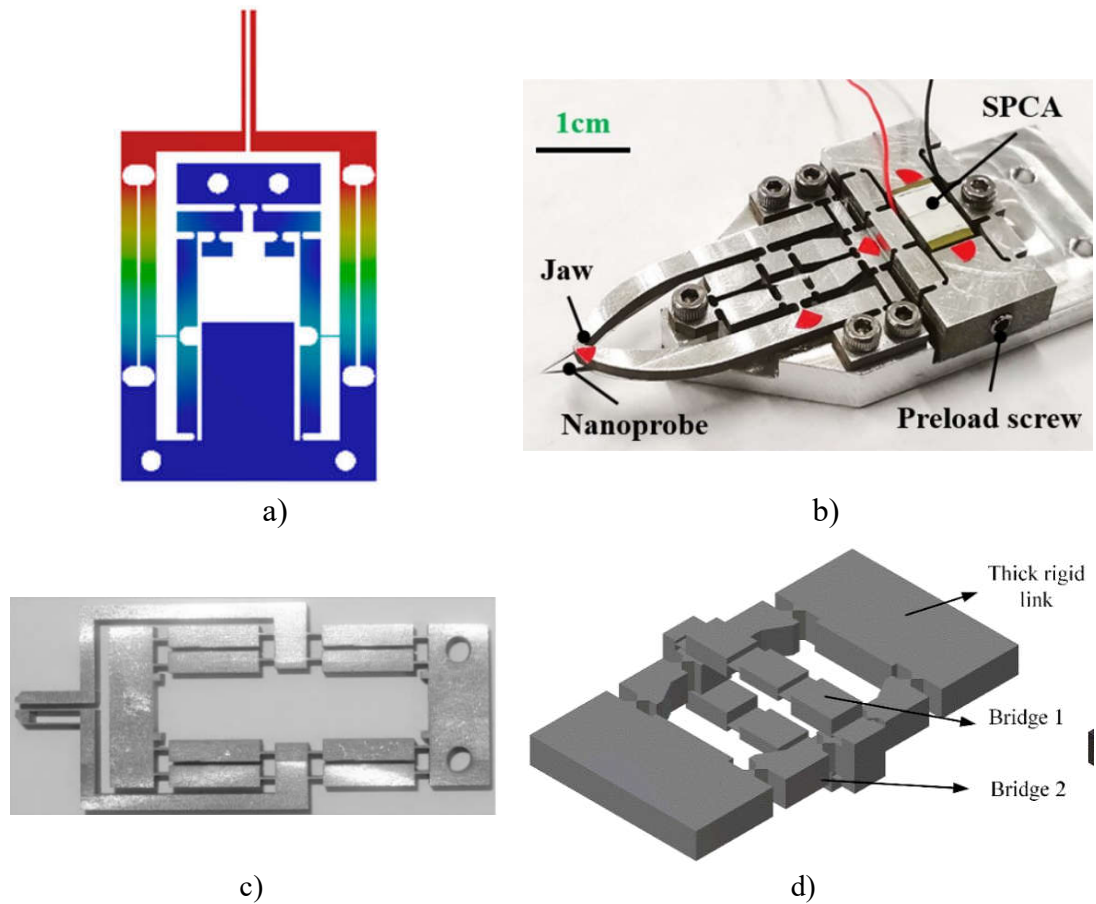 SPCA
1cm
Jaw
Nanoprobe
Preload screw
a)
b)
Thick rigid
link
Bridge 1
Bridge 2
c)
d)